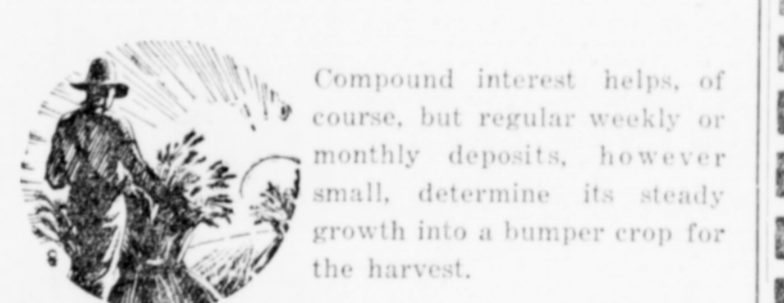 Compound interest helps, of
course, but regular weekly or
monthly deposits, however
small, determine its steady
growth into a bumper crop for
the harvest.